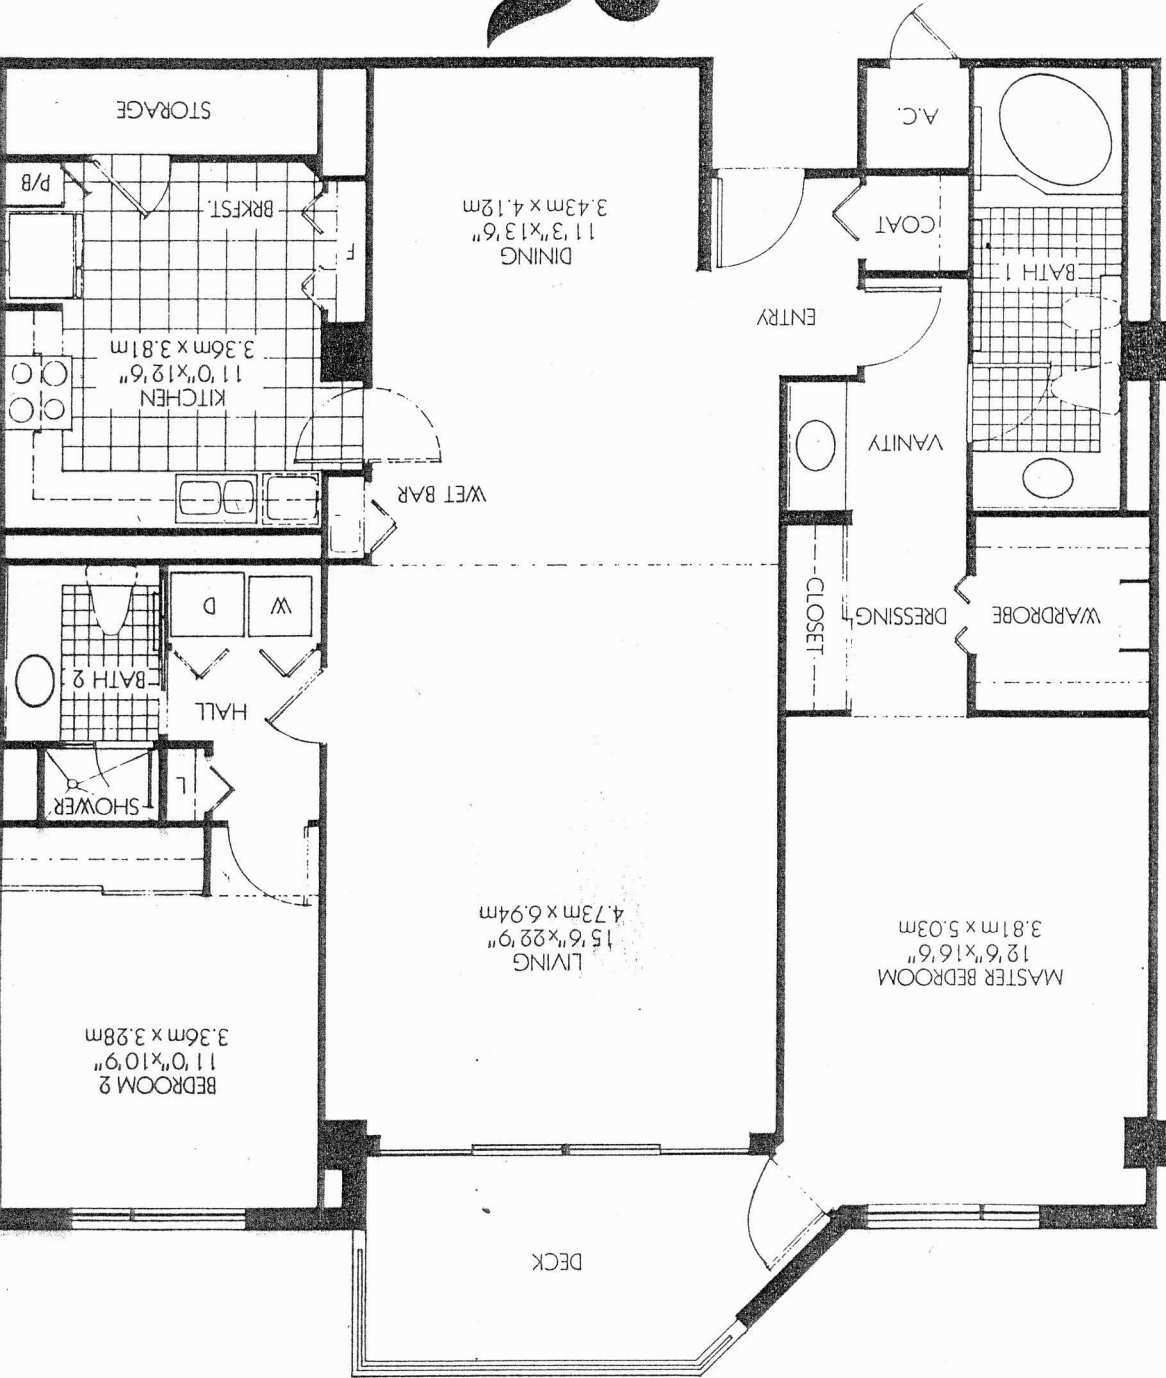 DECK
BEDROOM 2
11'0"x10'9"
3.36m x 3.28m
LIVING
15'6"x22'9"
4.73m x 6.94m
MASTER BEDROOM
12'6"x16'6"
3.81m x 5.03m
SHOWER
L
HALL
BATH 2
W
D
WARDROBE
DRESSING
CLOSET
WET BAR
VANITY
KITCHEN
11'0"x12'6"
3.36m x 3.81m
ENTRY
BATH 1
DINING
11'3"x13'6"
3.43m x 4.12m
F
COAT
BRKFST.
P/B
STORAGE
A.C.